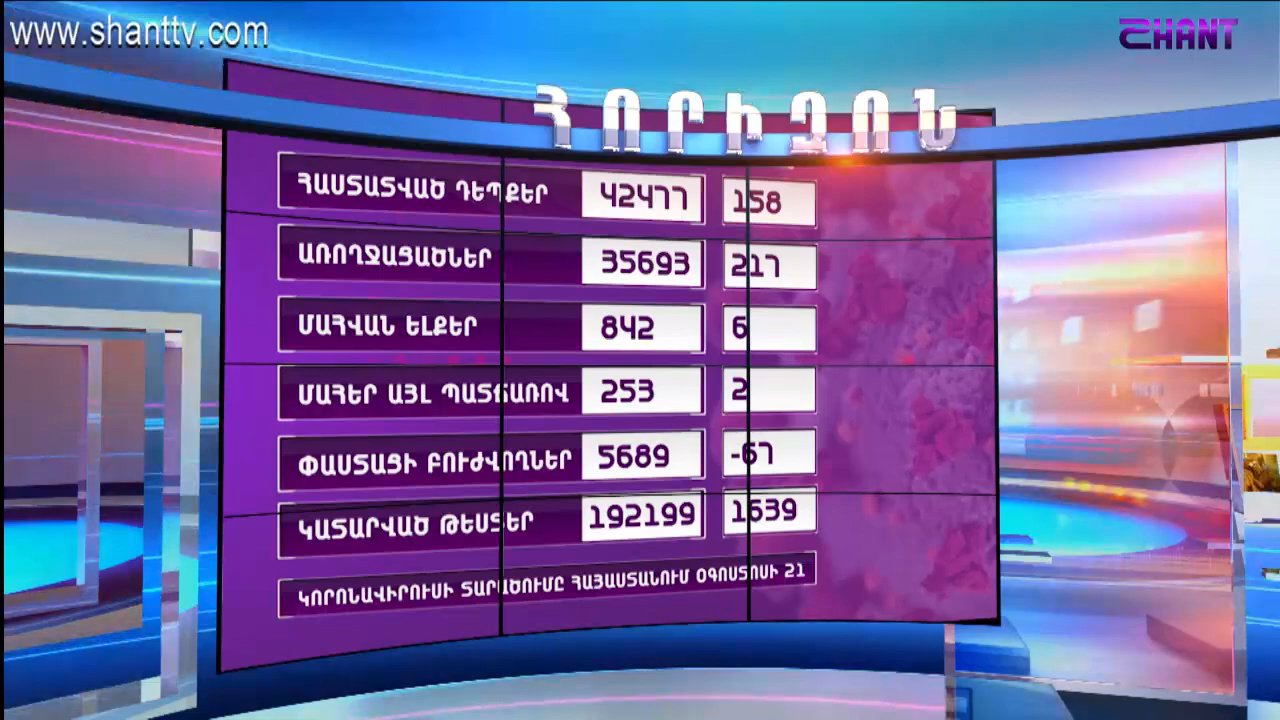 www.shanttv.com
SHANT
ՀՈՐԻԶՈՆ
ՀԱՍՏԱՏՎԱԾ ԴԵՊՔԵՐ 42477 158
ԱՌՈՂՋԱՑԱԾՆԵՐ 35693 217
ՄԱՀՎԱՆ ԵԼՔԵՐ 842 6
ՄԱՀԵՐ ԱՅԼ ՊԱՏՃԱՌՈՎ 253 2
ՓԱՍՏԱՑԻ ԲՈՒԺՎՈՂՆԵՐ 5689 -67
ԿԱՏԱՐՎԱԾ ԹԵՍՏԵՐ 192199 1639
ԿՈՐՈՆԱՎԻՐՈՒՍԻ ՏԱՐԱԾՈՒՄԸ ՀԱՅԱՍՏԱՆՈՒՄ ՕԳՈՍՏՈՍԻ 21